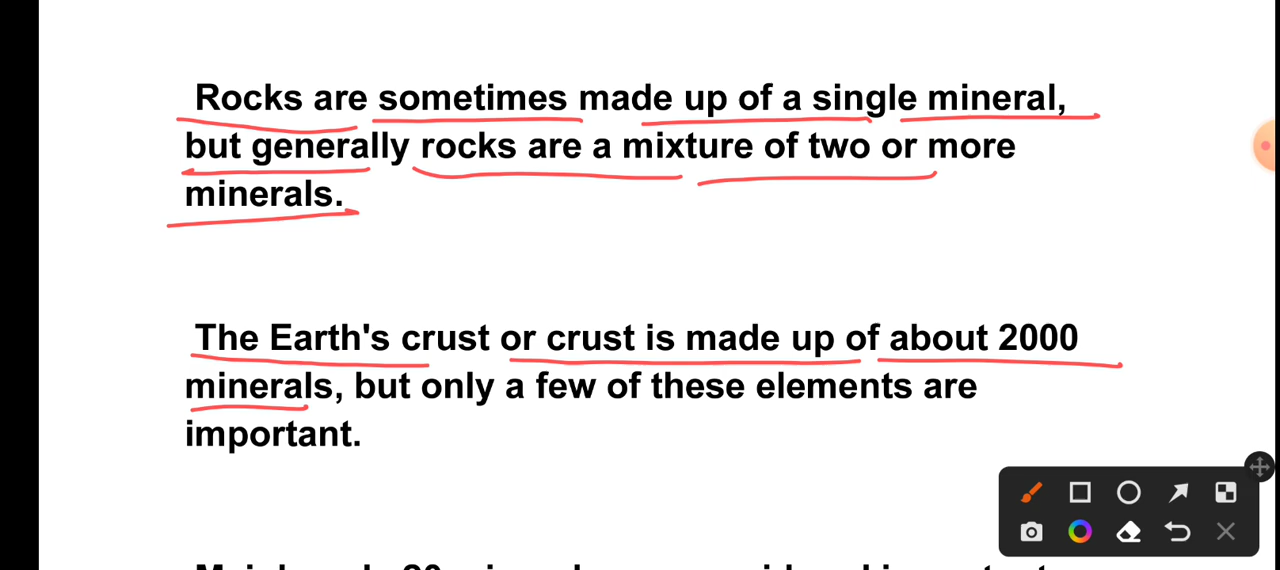 Rocks are sometimes made up of a single mineral,
but generally rocks are a mixture of two or more
minerals.
The Earth's crust or crust is made up of about 2000
minerals, but only a few of these elements are
important.